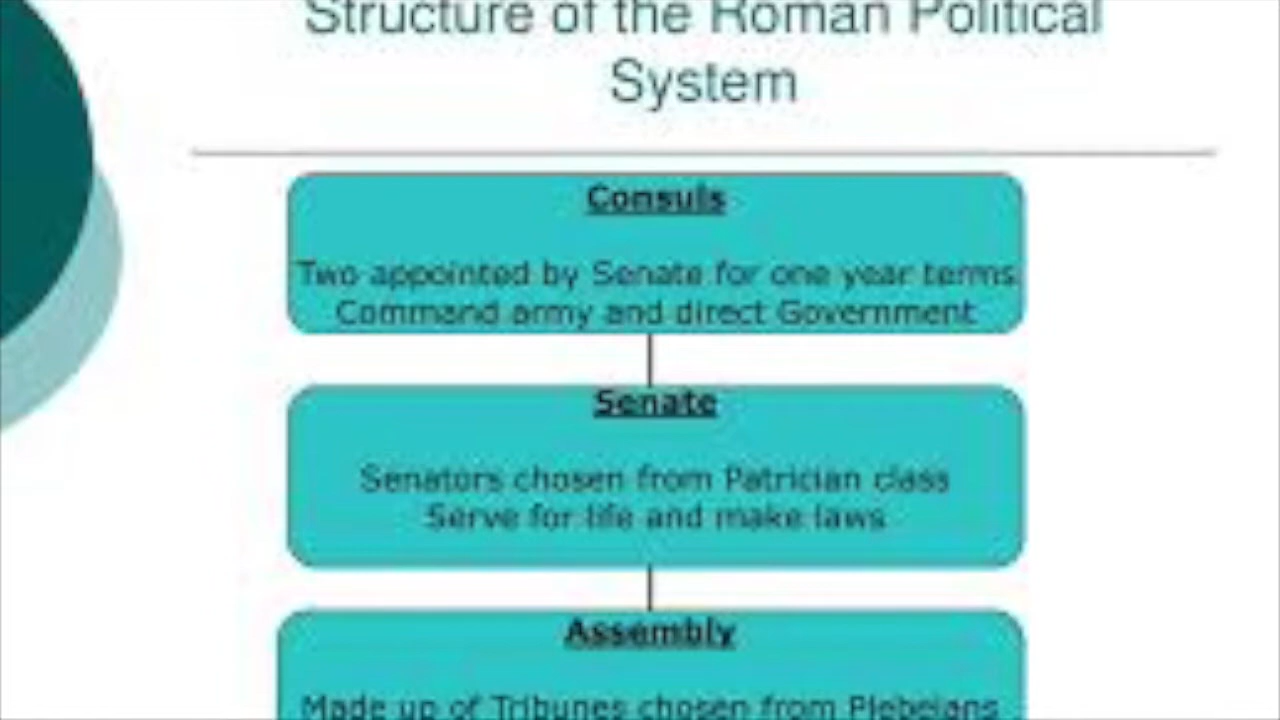 Structure of the Roman Political
System
Consuls
Two appointed by Senate for one year terms
Command army and direct Government
Senate
Senators chosen from Patrician class
Serve for life and make laws
Assembly
Made up of Tribunes chosen from Plebeians